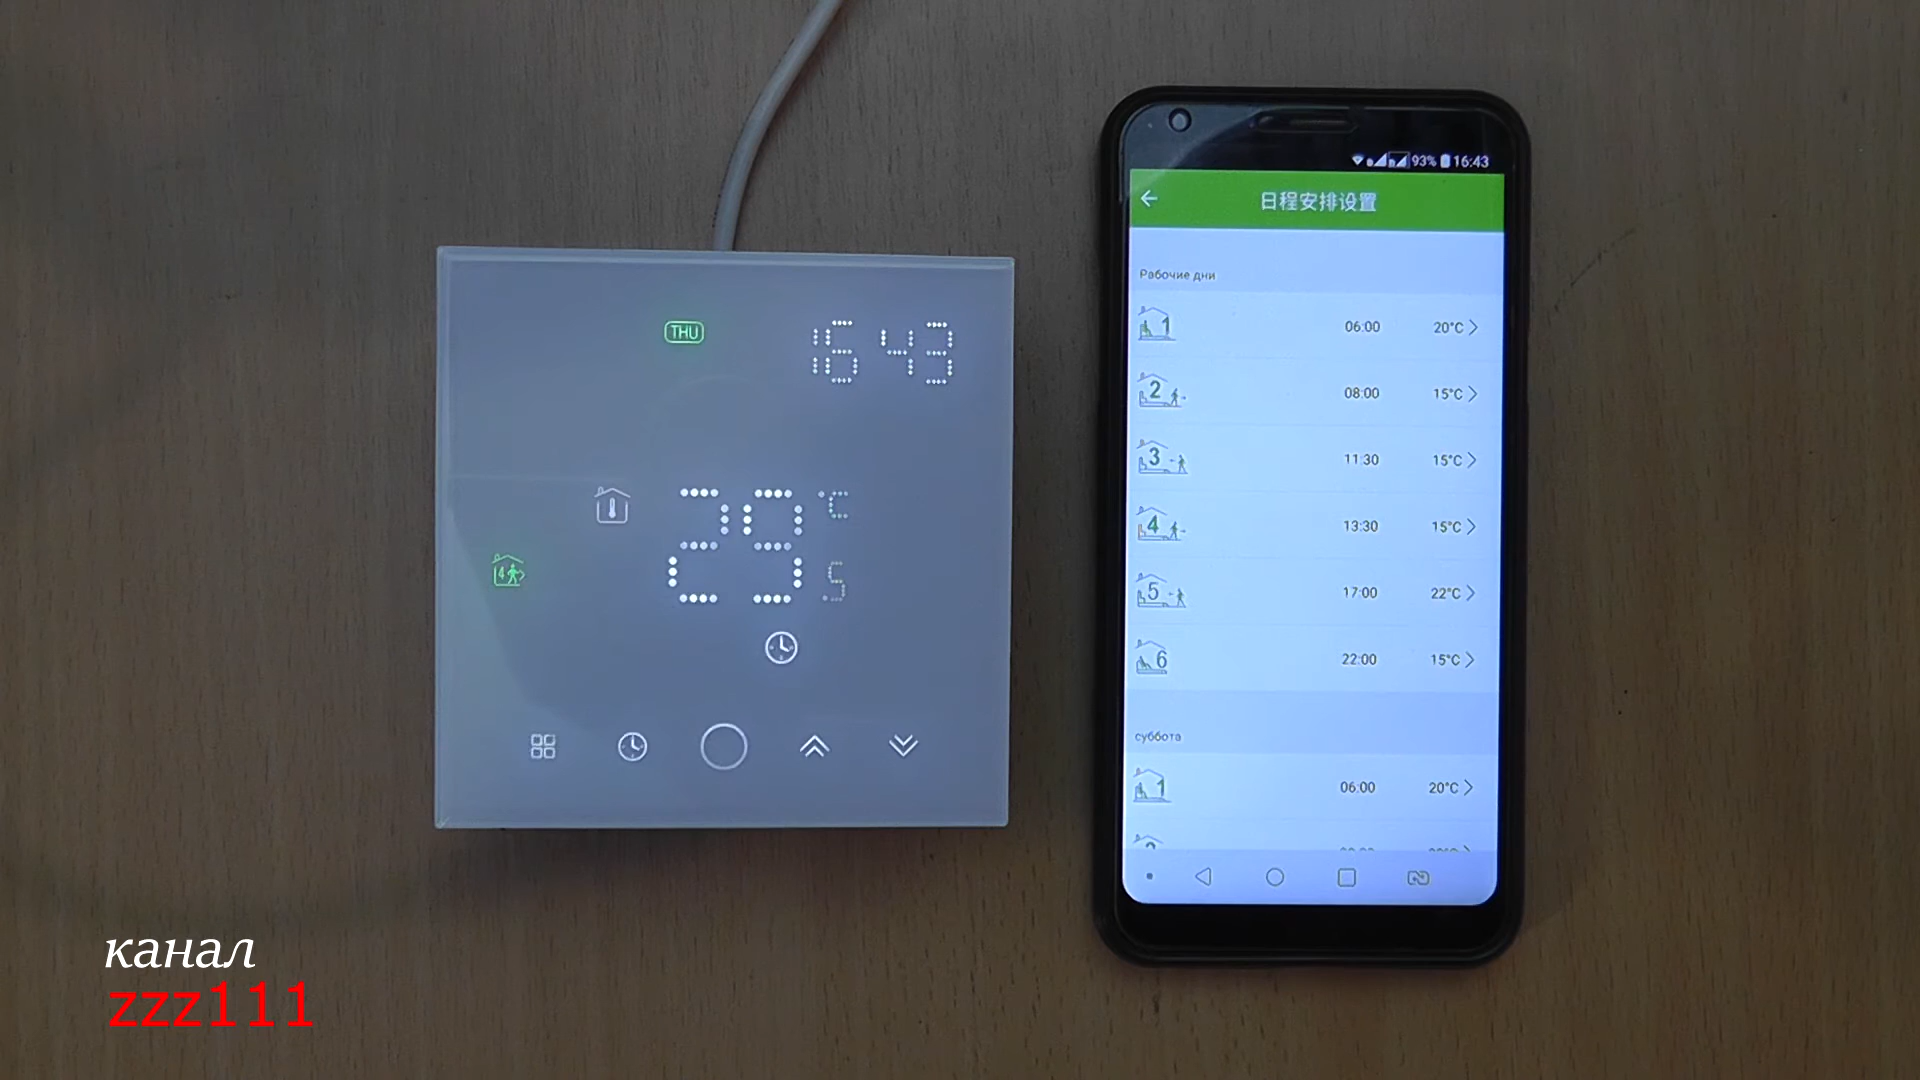 THU
16 43
29 °C
.5
4
93% 16:43
日程安排设置
Рабочие дни
1 06:00 20°C
2 08:00 15°C
3 11:30 15°C
4 13:30 15°C
5 17:00 22°C
6 22:00 15°C
суббота
1 06:00 20°C
канал
zzz111